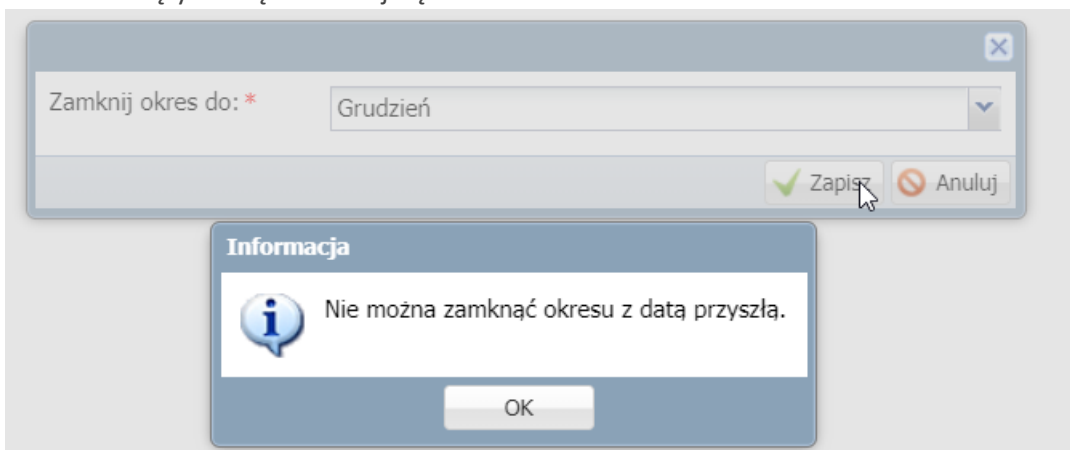 Zamknij okres do: *
Grudzień
Zapisz
Anuluj
Informacja
Nie można zamknąć okresu z datą przyszłą.
OK